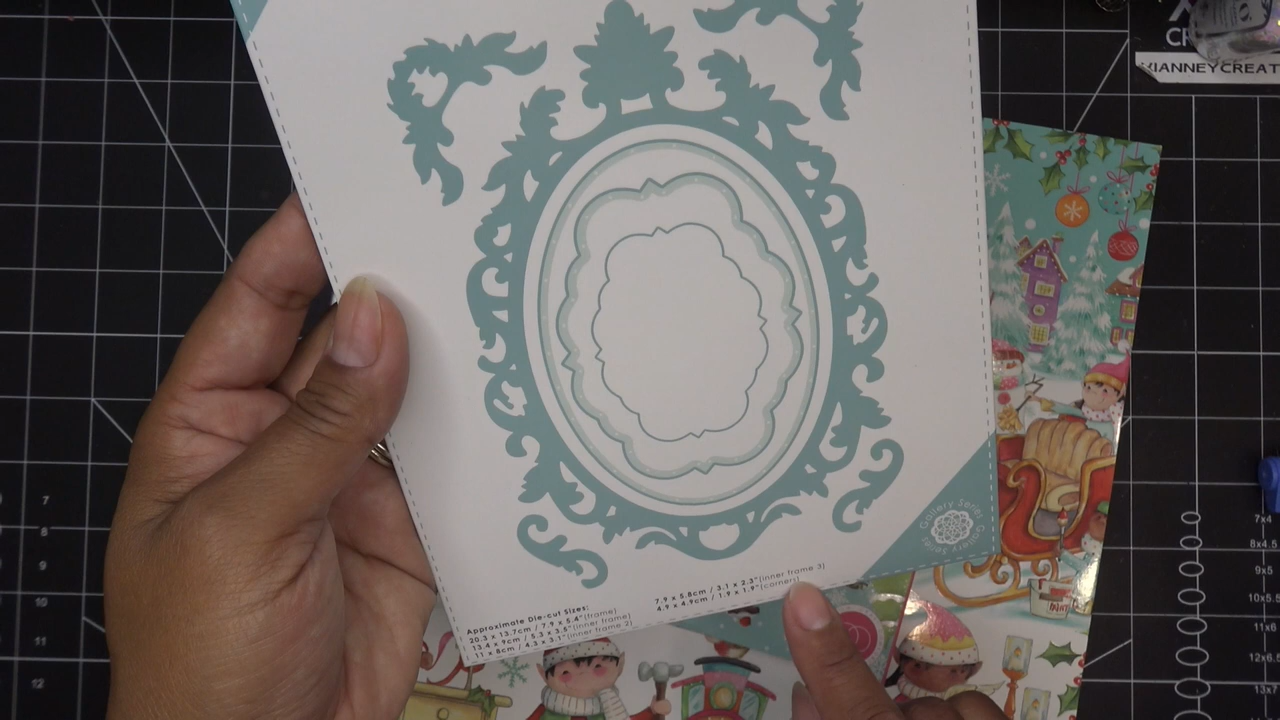 VIANNEYCREAT
Gallery Series
Gallery Series
Approximate Die-cut Sizes:
20.3 x 13.7cm / 7.9 x 5.4"(frame)
13.4 x 9cm / 5.3 x 3.5"(inner frame)
11 x 8cm / 4.3 x 3.1"(inner frame 2)
7.9 x 5.8cm / 3.1 x 2.3"(inner frame 3)
4.9 x 4.9cm / 1.9 x 1.9"(corners)
7
8
9
10
11
12
7x4
8x4.5
9x5
10x5.5
12x6.5
13x7